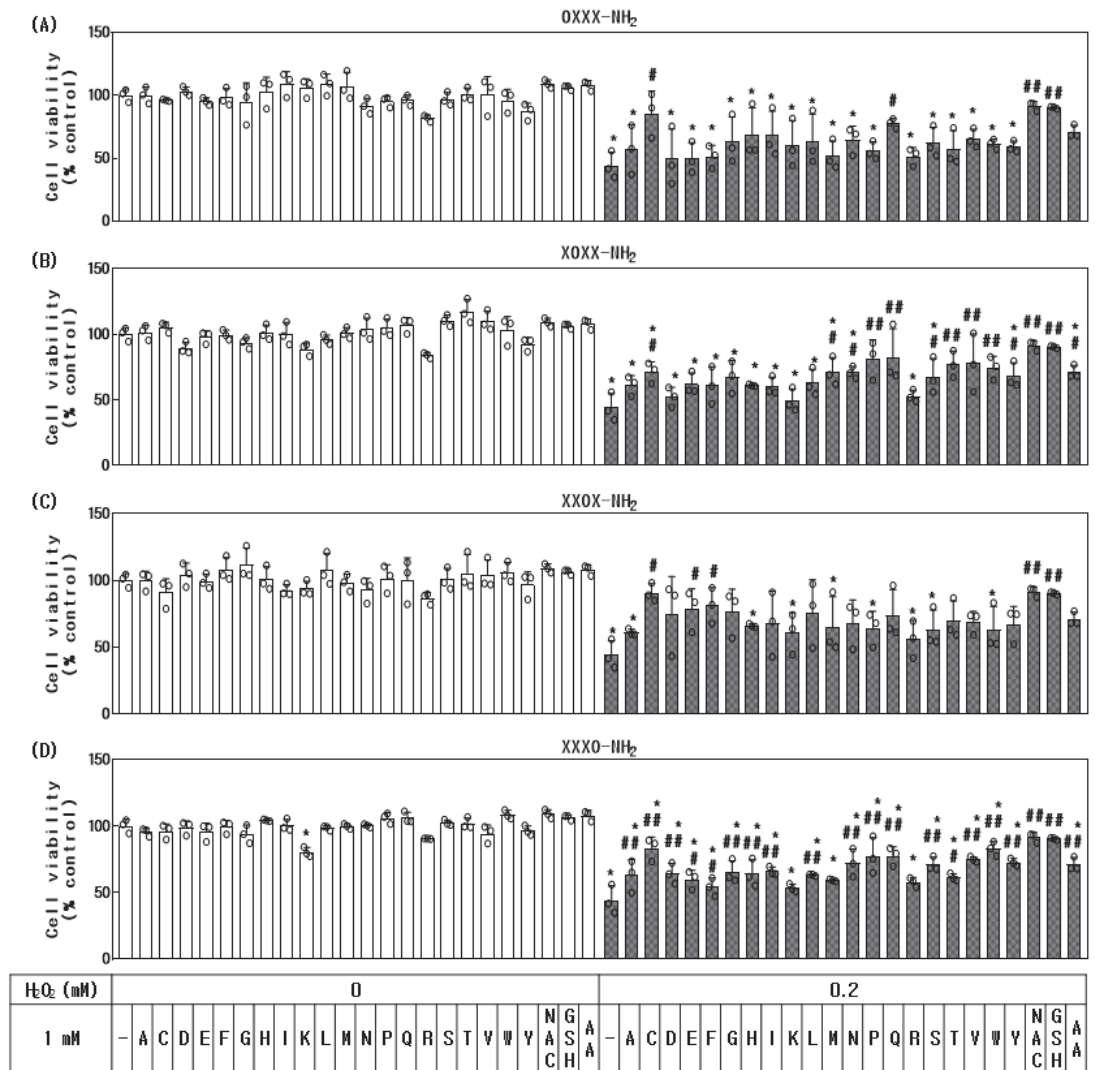 (A)
OXXX-NH₂
Cell viability
(% control)
150
100
50
0
* * # * * * * * * * * * * * # * * * * * * ## ##
(B)
XOXX-NH₂
Cell viability
(% control)
150
100
50
0
* * *# * * * * * * * * *# *# ## ## * *# ## ## ## *# ## ## *#
(C)
XXOX-NH₂
Cell viability
(% control)
150
100
50
0
* * # # # * * * * * * * ## ##
(D)
XXXO-NH₂
Cell viability
(% control)
150
100
50
0
* ##* ##* ##* *# *# ##* ##* ##* * ##* * ##* ##* ##* * ##* *# ##* ##* ##* ## ## ##*
H₂O₂ (mM) 0 0.2
1 mM - A C D E F G H I K L M N P Q R S T V W Y NAC GSH AA - A C D E F G H I K L M N P Q R S T V W Y NAC GSH AA